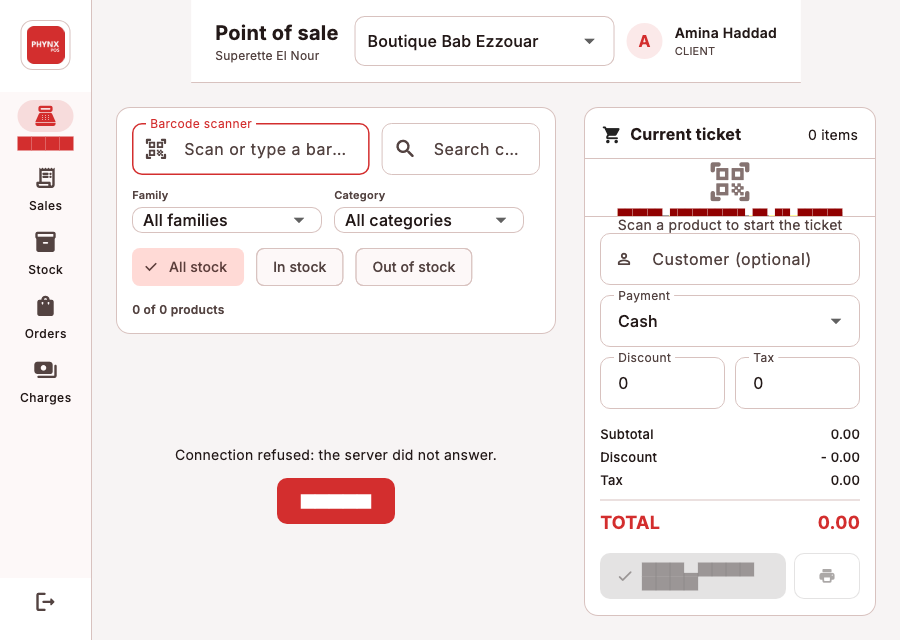 PHYNX
POS
Point of sale
Superette El Nour
Boutique Bab Ezzouar
A
Amina Haddad
CLIENT
Sales
Stock
Orders
Charges
Barcode scanner
Scan or type a bar...
Search c...
Family
Category
All families
All categories
All stock
In stock
Out of stock
0 of 0 products
Connection refused: the server did not answer.
Current ticket
0 items
Scan a product to start the ticket
Customer (optional)
Payment
Cash
Discount
Tax
0
0
Subtotal
0.00
Discount
- 0.00
Tax
0.00
TOTAL
0.00